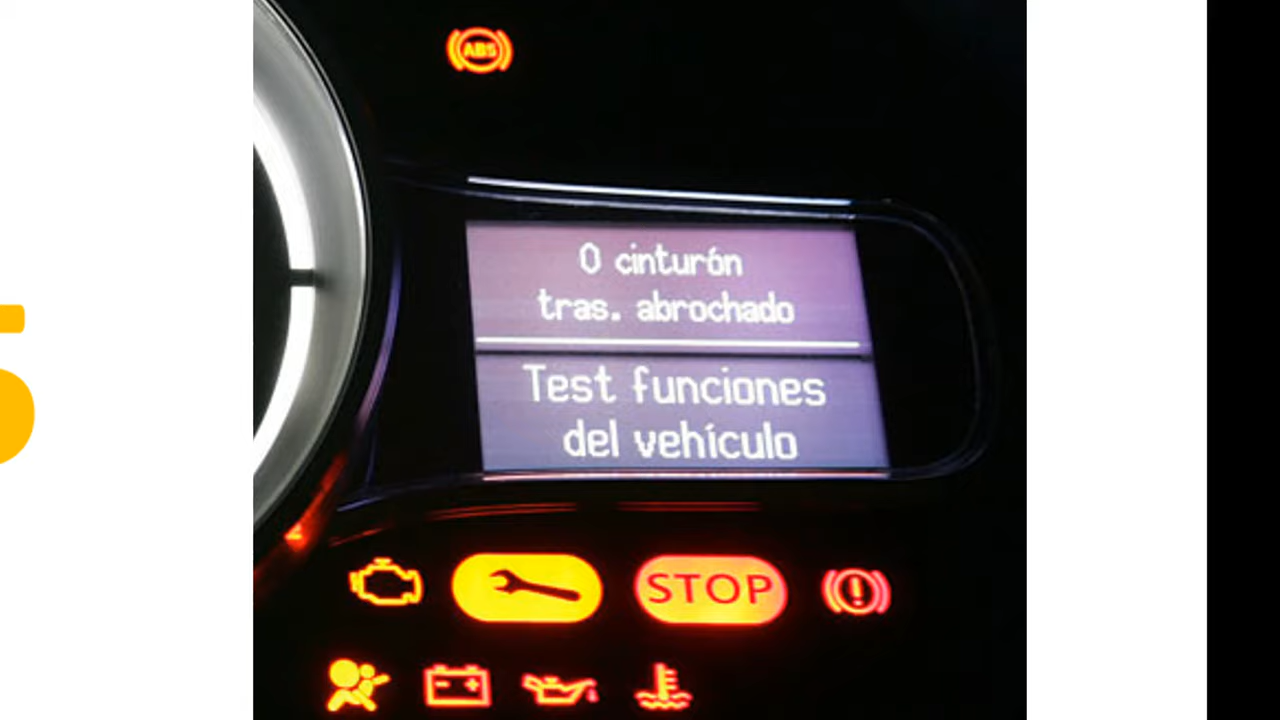 ABS
0 cinturón
tras. abrochado
Test funciones
del vehículo
STOP